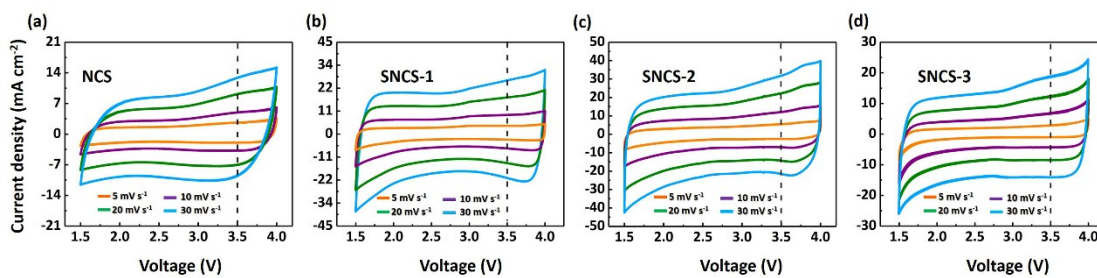 (a)
Current density (mA cm⁻²)
21
14
7
0
-7
-14
-21
NCS
5 mV s⁻¹ 10 mV s⁻¹
20 mV s⁻¹ 30 mV s⁻¹
1.5 2.0 2.5 3.0 3.5 4.0
Voltage (V)
(b)
45
34
23
11
0
-11
-22
-34
-45
SNCS-1
5 mV s⁻¹ 10 mV s⁻¹
20 mV s⁻¹ 30 mV s⁻¹
1.5 2.0 2.5 3.0 3.5 4.0
Voltage (V)
(c)
50
40
30
20
10
0
-10
-20
-30
-40
-50
SNCS-2
5 mV s⁻¹ 10 mV s⁻¹
20 mV s⁻¹ 30 mV s⁻¹
1.5 2.0 2.5 3.0 3.5 4.0
Voltage (V)
(d)
30
20
10
0
-10
-20
-30
SNCS-3
5 mV s⁻¹ 10 mV s⁻¹
20 mV s⁻¹ 30 mV s⁻¹
1.5 2.0 2.5 3.0 3.5 4.0
Voltage (V)